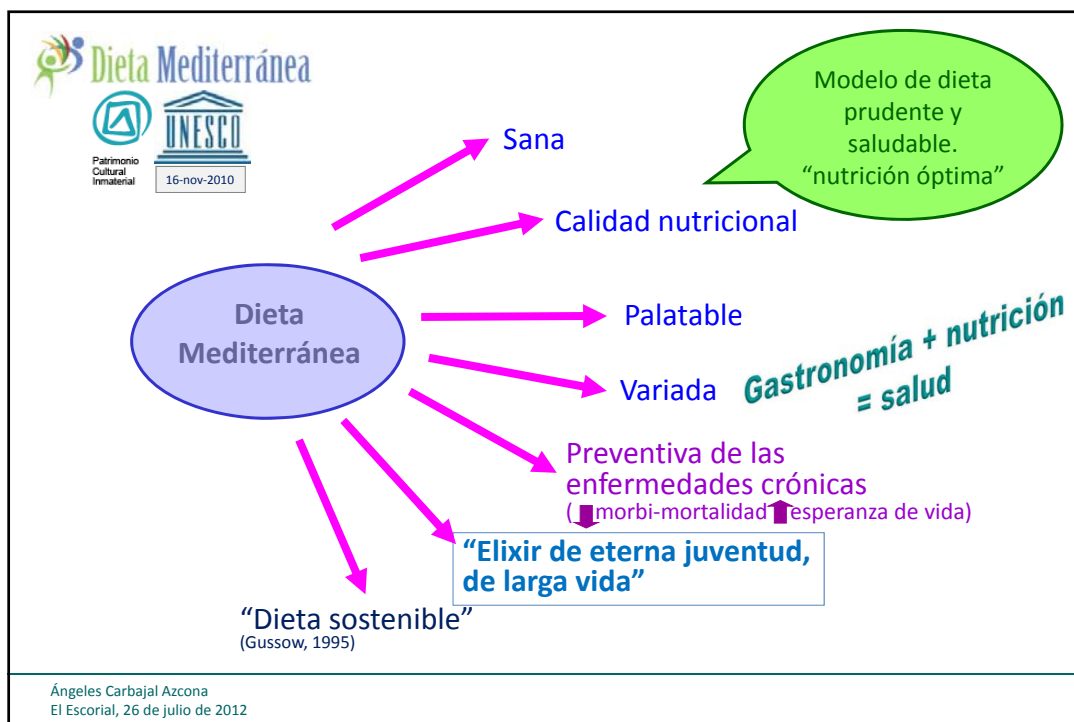 Dieta Mediterránea
UNESCO
Patrimonio
Cultural
Inmaterial
16-nov-2010
Modelo de dieta
prudente y
saludable.
“nutrición óptima”
Sana
Calidad nutricional
Dieta
Mediterránea
Palatable
Variada
Gastronomía + nutrición
= salud
Preventiva de las
enfermedades crónicas
( morbi-mortalidad esperanza de vida)
“Elixir de eterna juventud,
de larga vida”
“Dieta sostenible”
(Gussow, 1995)
Ángeles Carbajal Azcona
El Escorial, 26 de julio de 2012